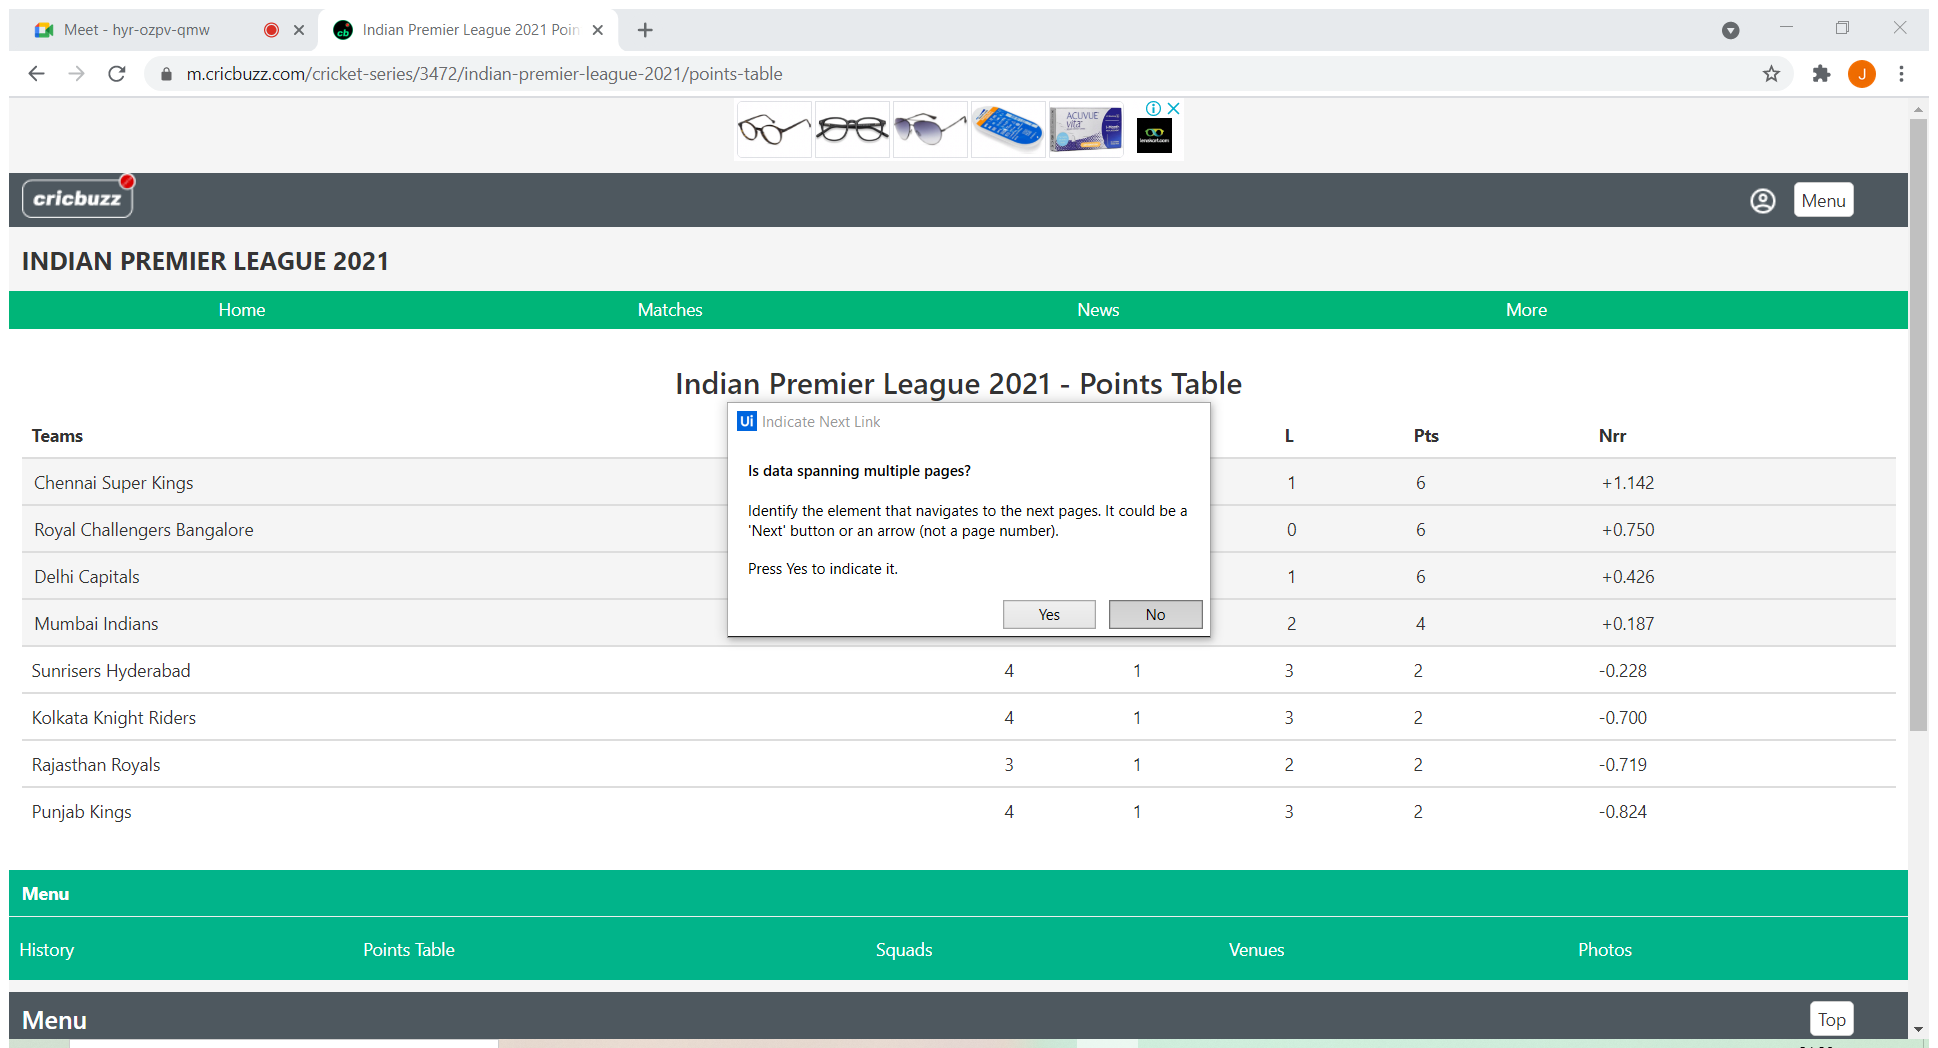 Meet - hyr-ozpv-qmw
Indian Premier League 2021 Poin
m.cricbuzz.com/cricket-series/3472/indian-premier-league-2021/points-table
J
ACUVUE
vita
lenskart.com
cricbuzz
Menu
INDIAN PREMIER LEAGUE 2021
Home Matches News More
Indian Premier League 2021 - Points Table
Teams L Pts Nrr
Chennai Super Kings 1 6 +1.142
Royal Challengers Bangalore 0 6 +0.750
Delhi Capitals 1 6 +0.426
Mumbai Indians 2 4 +0.187
Ui Indicate Next Link
Is data spanning multiple pages?
Identify the element that navigates to the next pages. It could be a
'Next' button or an arrow (not a page number).
Press Yes to indicate it.
Yes No
Sunrisers Hyderabad 4 1 3 2 -0.228
Kolkata Knight Riders 4 1 3 2 -0.700
Rajasthan Royals 3 1 2 2 -0.719
Punjab Kings 4 1 3 2 -0.824
Menu
History Points Table Squads Venues Photos
Menu Top